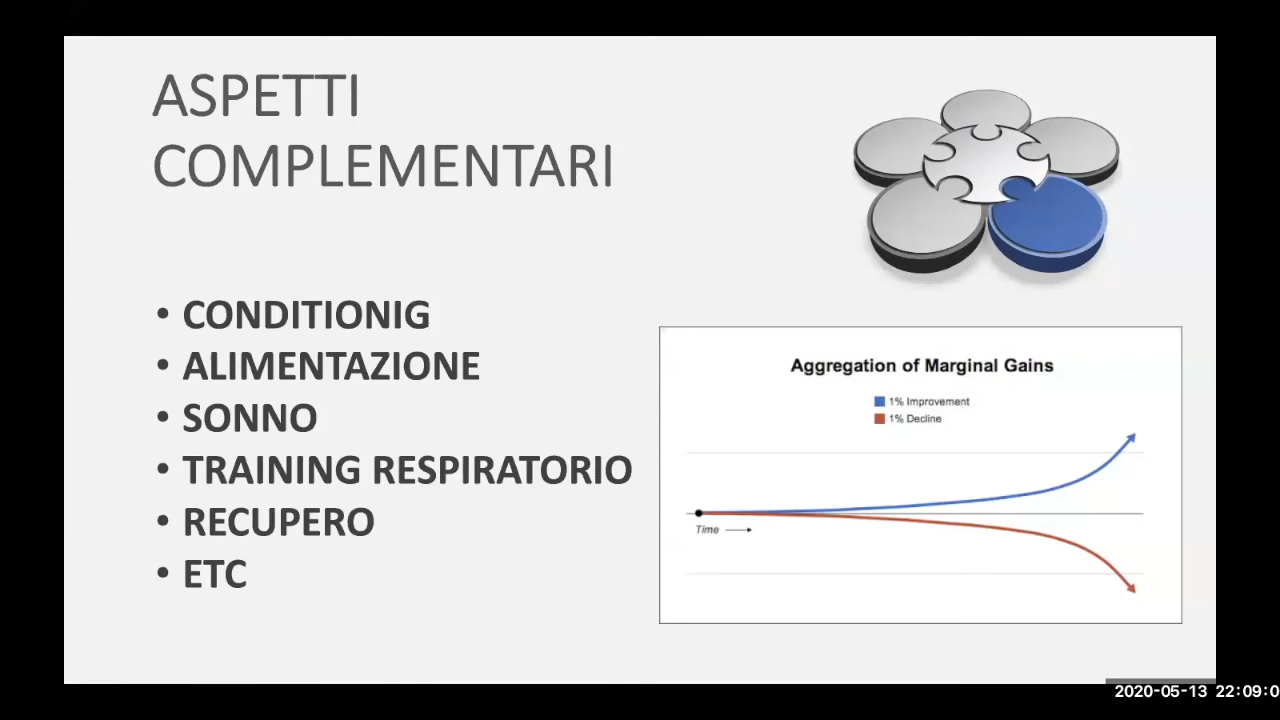 ASPETTI
COMPLEMENTARI
• CONDITIONIG
• ALIMENTAZIONE
• SONNO
• TRAINING RESPIRATORIO
• RECUPERO
• ETC
Aggregation of Marginal Gains
1% Improvement
1% Decline
Time
2020-05-13 22:09:0